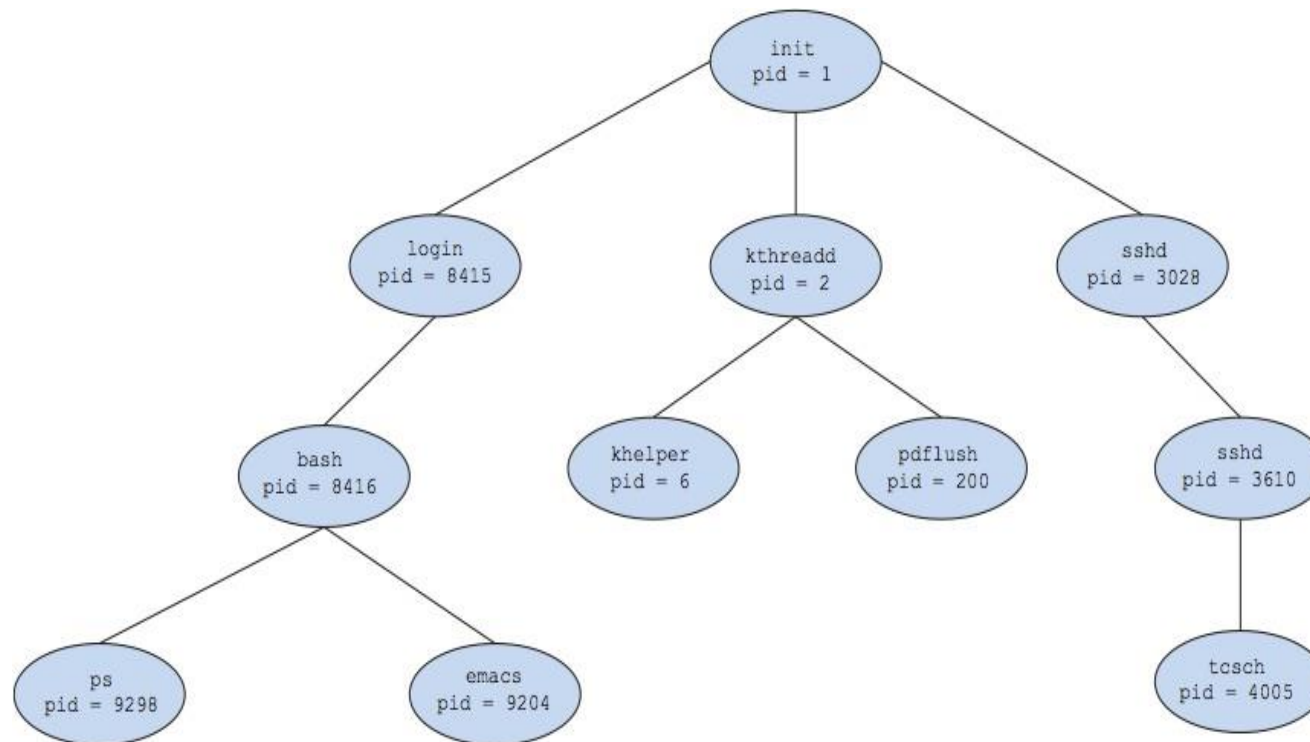 init
pid = 1
login
pid = 8415
kthreadd
pid = 2
sshd
pid = 3028
bash
pid = 8416
khelper
pid = 6
pdflush
pid = 200
sshd
pid = 3610
ps
pid = 9298
emacs
pid = 9204
tcsch
pid = 4005